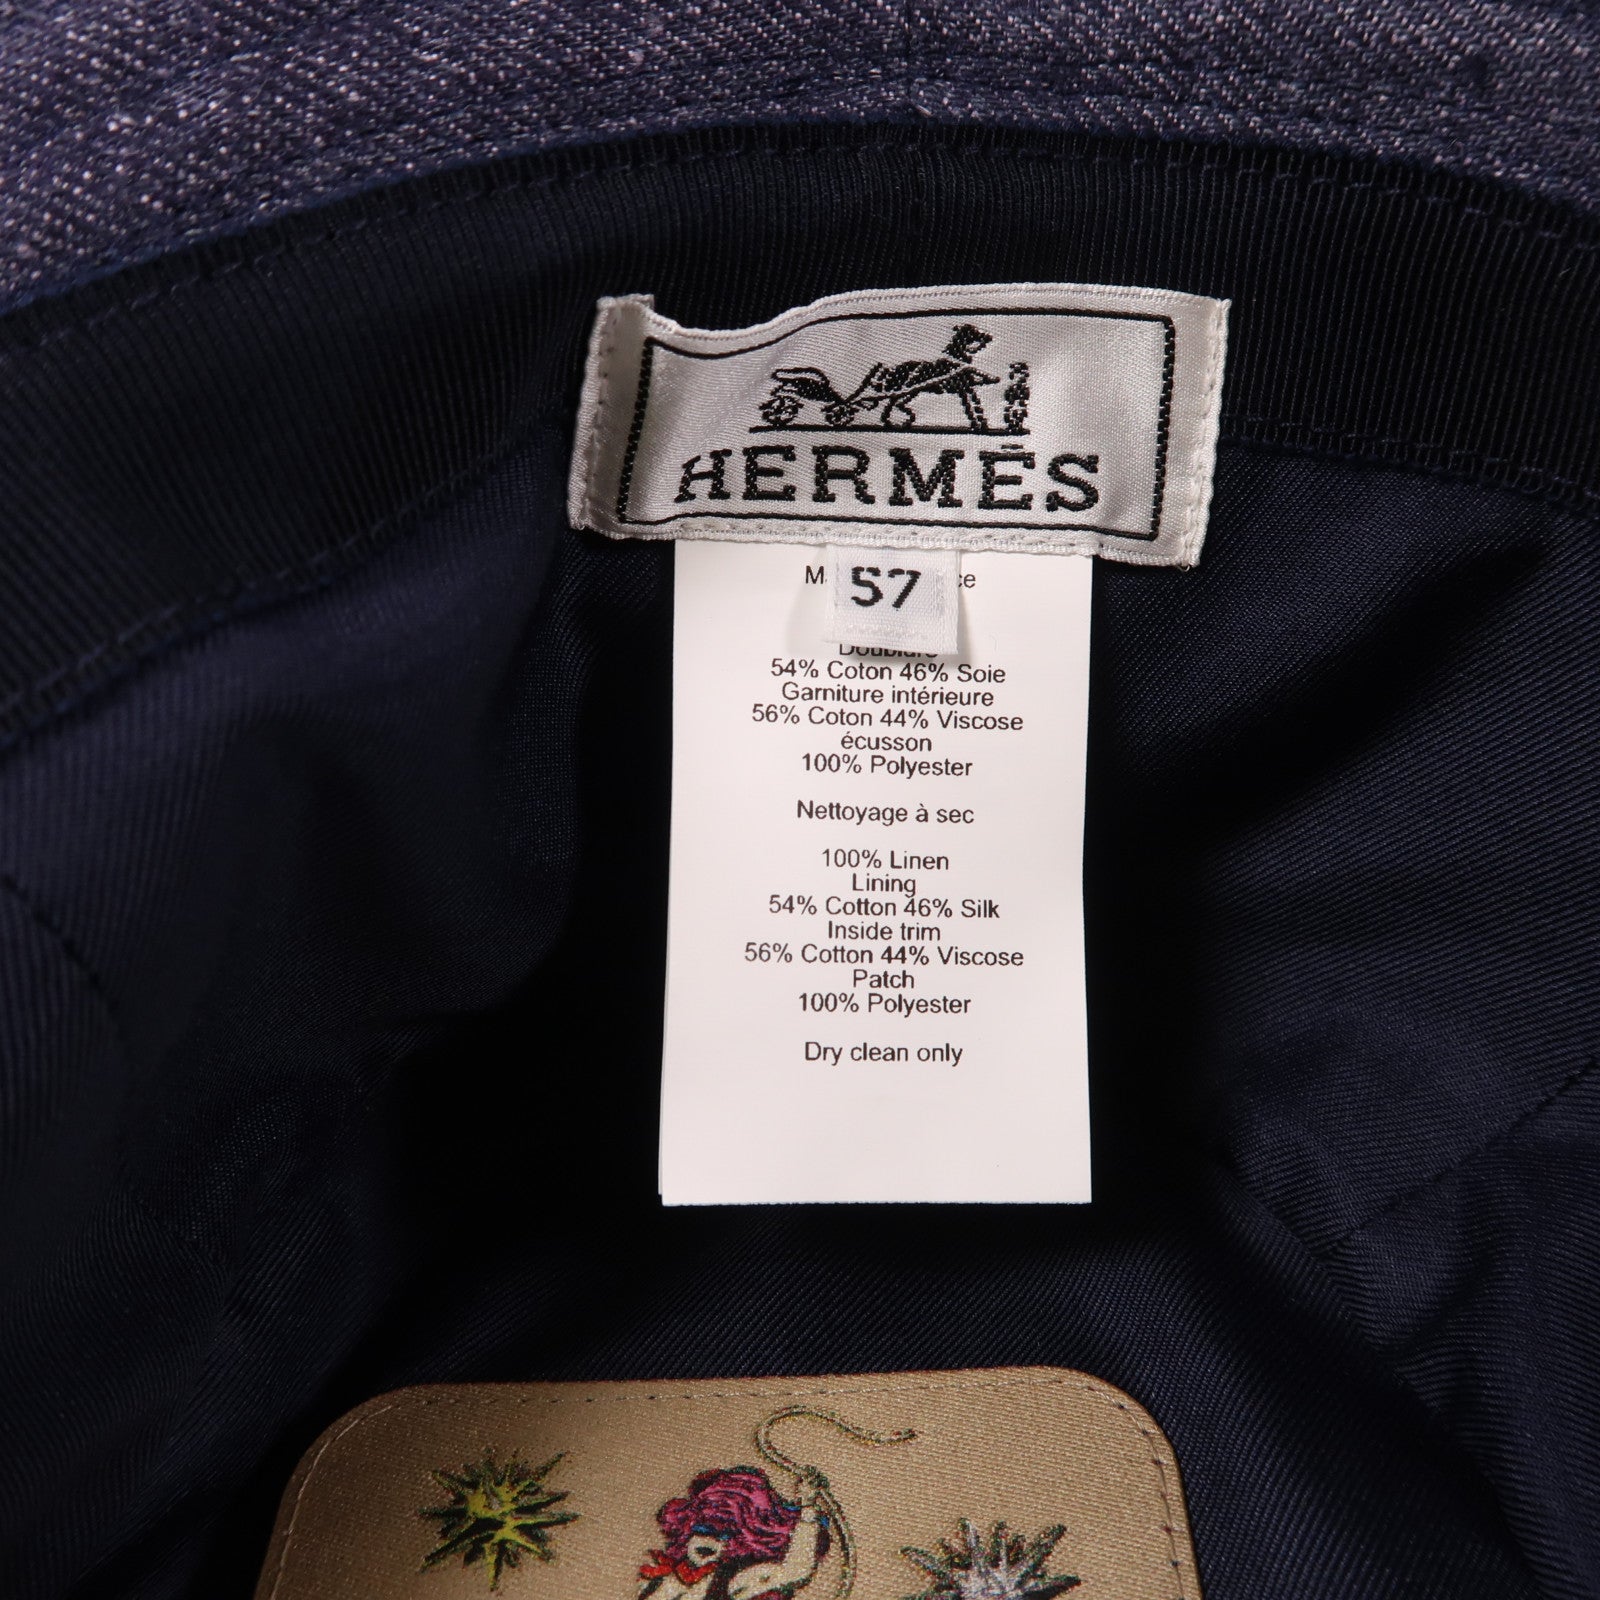 HERMÈS
57
54% Coton 46% Soie
Garniture intérieure
56% Coton 44% Viscose
écusson
100% Polyester
Nettoyage à sec
100% Linen
Lining
54% Cotton 46% Silk
Inside trim
56% Cotton 44% Viscose
Patch
100% Polyester
Dry clean only